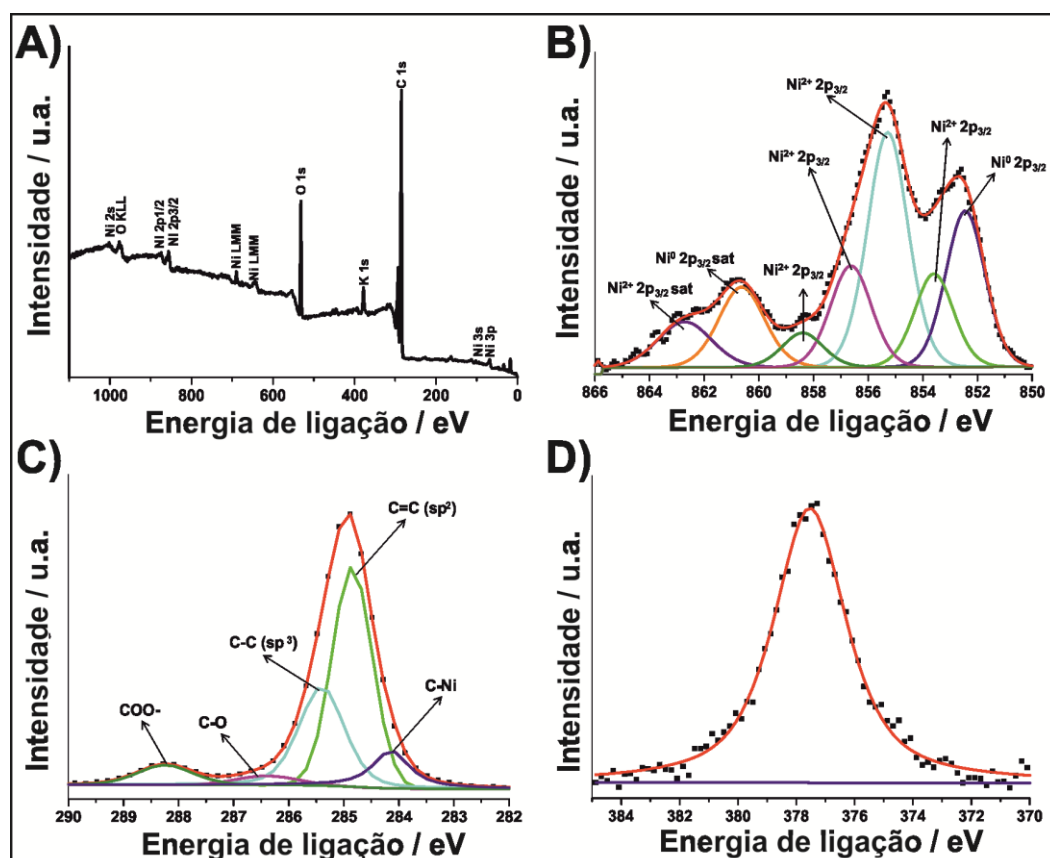 A)
Intensidade / u.a.
Ni 2s
O KLL
Ni 2p1/2
Ni 2p3/2
Ni LMM
Ni LMM
O 1s
K 1s
C 1s
Ni 3s
Ni 3p
1000 800 600 400 200 0
Energia de ligação / eV
B)
Intensidade / u.a.
Ni²⁺ 2p₃/₂
Ni²⁺ 2p₃/₂
Ni²⁺ 2p₃/₂
Ni⁰ 2p₃/₂
Ni⁰ 2p₃/₂ sat
Ni²⁺ 2p₃/₂
Ni²⁺ 2p₃/₂ sat
866 864 862 860 858 856 854 852 850
Energia de ligação / eV
C)
Intensidade / u.a.
C=C (sp²)
C-C (sp³)
C-Ni
COO-
C-O
290 289 288 287 286 285 284 283 282
Energia de ligação / eV
D)
Intensidade / u.a.
384 382 380 378 376 374 372 370
Energia de ligação / eV